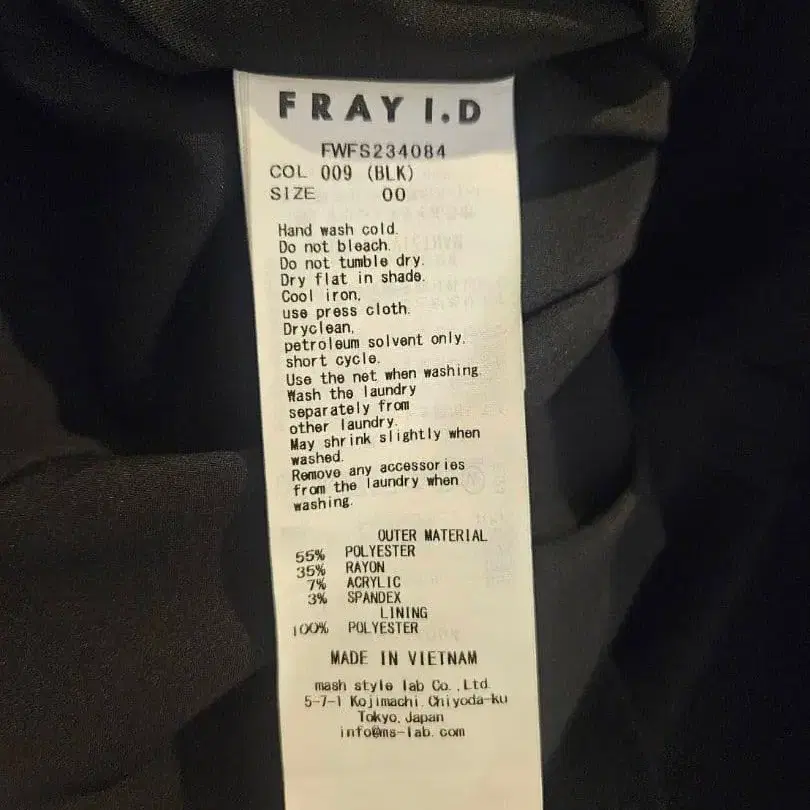 FRAY I.D
FWFS234084
COL 009 (BLK)
SIZE 00
Hand wash cold.
Do not bleach.
Do not tumble dry.
Dry flat in shade.
Cool iron,
use press cloth.
Dryclean,
petroleum solvent only,
short cycle.
Use the net when washing
Wash the laundry
separately from
other laundry.
May shrink slightly when
washed.
Remove any accessories
from the laundry when
washing.
OUTER MATERIAL
55% POLYESTER
35% RAYON
7% ACRYLIC
3% SPANDEX
LINING
100% POLYESTER
MADE IN VIETNAM
mash style lab Co.,Ltd.
5-7-1 Kojimachi, Chiyoda-ku
Tokyo, Japan
info@ms-lab.com